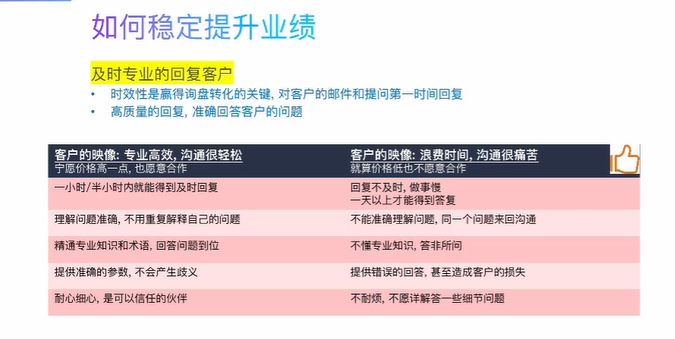 如何稳定提升业绩
及时专业的回复客户
• 时效性是赢得询盘转化的关键, 对客户的邮件和提问第一时间回复
• 高质量的回复, 准确回答客户的问题
客户的映像: 专业高效, 沟通很轻松
宁愿价格高一点, 也愿意合作
客户的映像: 浪费时间, 沟通很痛苦
就算价格低也不愿意合作
一小时/半小时内就能得到及时回复
回复不及时, 做事慢
一天以上才能得到答复
理解问题准确, 不用重复解释自己的问题
不能准确理解问题, 同一个问题来回沟通
精通专业知识和术语, 回答问题到位
不懂专业知识, 答非所问
提供准确的参数, 不会产生歧义
提供错误的回答, 甚至造成客户的损失
耐心细心, 是可以信任的伙伴
不耐烦, 不愿详解答一些细节问题